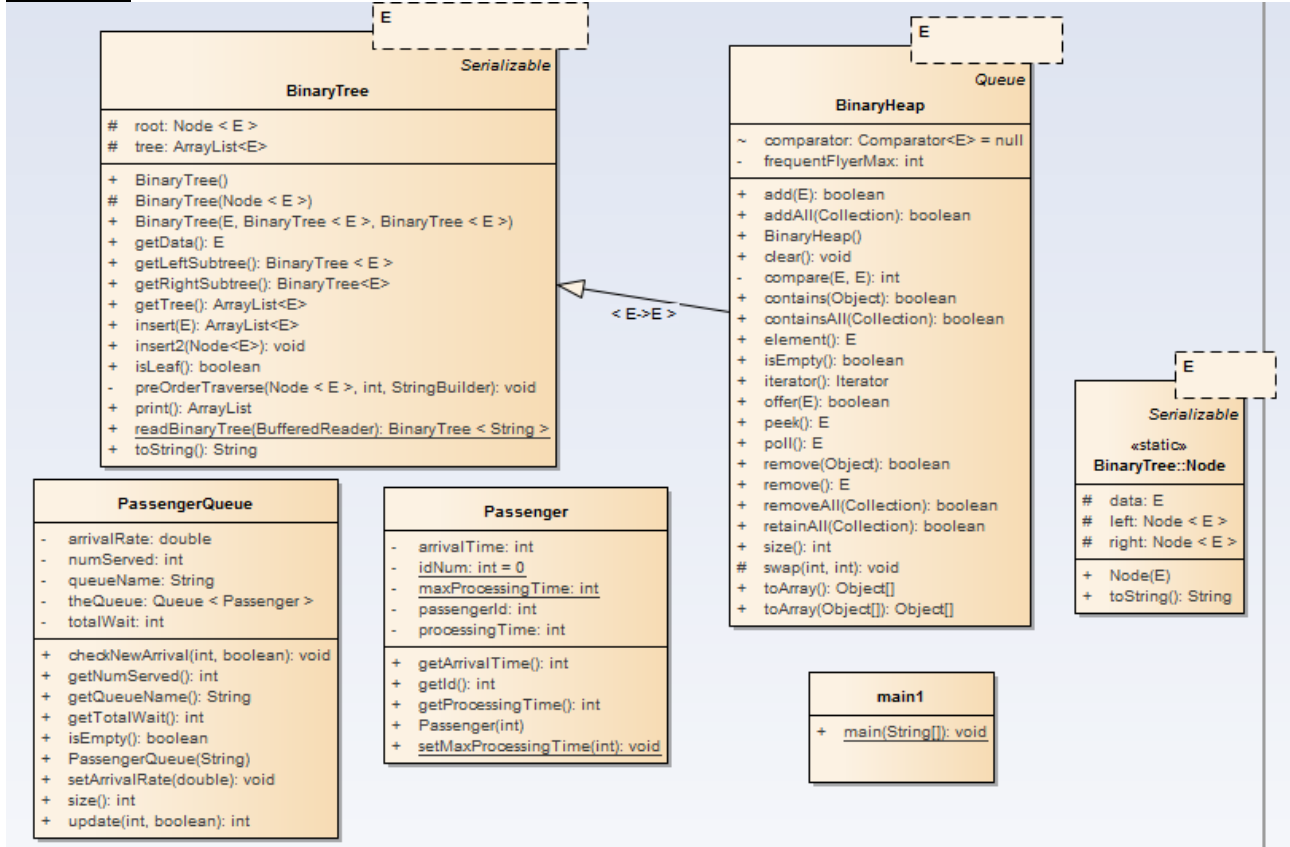 E
Serializable
BinaryTree
# root: Node < E >
# tree: ArrayList<E>
+ BinaryTree()
# BinaryTree(Node < E >)
+ BinaryTree(E, BinaryTree < E >, BinaryTree < E >)
+ getData(): E
+ getLeftSubtree(): BinaryTree < E >
+ getRightSubtree(): BinaryTree<E>
+ getTree(): ArrayList<E>
+ insert(E): ArrayList<E>
+ insert2(Node<E>): void
+ isLeaf(): boolean
- preOrderTraverse(Node < E >, int, StringBuilder): void
+ print(): ArrayList
+ readBinaryTree(BufferedReader): BinaryTree < String >
+ toString(): String
< E->E >
E
Queue
BinaryHeap
~ comparator: Comparator<E> = null
- frequentFlyerMax: int
+ add(E): boolean
+ addAll(Collection): boolean
+ BinaryHeap()
+ clear(): void
- compare(E, E): int
+ contains(Object): boolean
+ containsAll(Collection): boolean
+ element(): E
+ isEmpty(): boolean
+ iterator(): Iterator
+ offer(E): boolean
+ peek(): E
+ poll(): E
+ remove(Object): boolean
+ remove(): E
+ removeAll(Collection): boolean
+ retainAll(Collection): boolean
+ size(): int
# swap(int, int): void
+ toArray(): Object[]
+ toArray(Object[]): Object[]
E
Serializable
«static»
BinaryTree::Node
# data: E
# left: Node < E >
# right: Node < E >
+ Node(E)
+ toString(): String
PassengerQueue
- arrivalRate: double
- numServed: int
- queueName: String
- theQueue: Queue < Passenger >
- totalWait: int
+ checkNewArrival(int, boolean): void
+ getNumServed(): int
+ getQueueName(): String
+ getTotalWait(): int
+ isEmpty(): boolean
+ PassengerQueue(String)
+ setArrivalRate(double): void
+ size(): int
+ update(int, boolean): int
Passenger
- arrivalTime: int
- idNum: int = 0
- maxProcessingTime: int
- passengerId: int
- processingTime: int
+ getArrivalTime(): int
+ getId(): int
+ getProcessingTime(): int
+ Passenger(int)
+ setMaxProcessingTime(int): void
main1
+ main(String[]): void